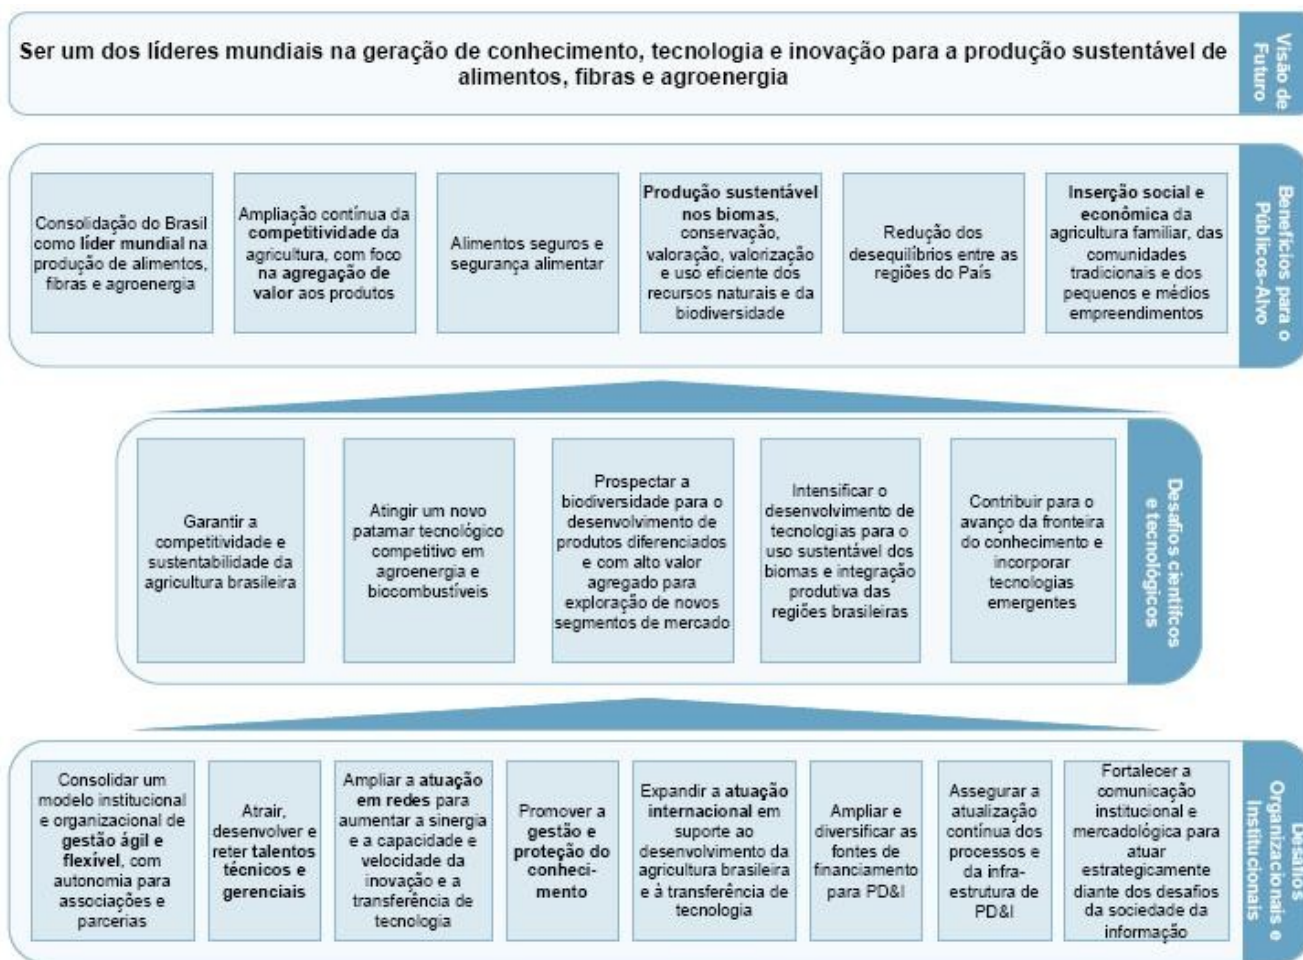 Ser um dos líderes mundiais na geração de conhecimento, tecnologia e inovação para a produção sustentável de
alimentos, fibras e agroenergia
Visão de
Futuro
Consolidação do Brasil
como líder mundial na
produção de alimentos,
fibras e agroenergia
Ampliação contínua da
competitividade da
agricultura, com foco
na agregação de
valor aos produtos
Alimentos seguros e
segurança alimentar
Produção sustentável
nos biomas,
conservação,
valoração, valorização
e uso eficiente dos
recursos naturais e da
biodiversidade
Redução dos
desequilíbrios entre as
regiões do País
Inserção social e
econômica da
agricultura familiar, das
comunidades
tradicionais e dos
pequenos e médios
empreendimentos
Benefícios para o
Públicos-Alvo
Garantir a
competitividade e
sustentabilidade da
agricultura brasileira
Atingir um novo
patamar tecnológico
competitivo em
agroenergia e
biocombustíveis
Prospectar a
biodiversidade para o
desenvolvimento de
produtos diferenciados
e com alto valor
agregado para
exploração de novos
segmentos de mercado
Intensificar o
desenvolvimento de
tecnologias para o
uso sustentável dos
biomas e integração
produtiva das
regiões brasileiras
Contribuir para o
avanço da fronteira
do conhecimento e
incorporar
tecnologias
emergentes
Desafios científcos
e tecnológicos
Consolidar um
modelo institucional
e organizacional de
gestão ágil e
flexível, com
autonomia para
associações e
parcerias
Atrair,
desenvolver e
reter talentos
técnicos e
gerenciais
Ampliar a atuação
em redes para
aumentar a sinergia
e a capacidade e
velocidade da
inovação e a
transferência de
tecnologia
Promover a
gestão e
proteção do
conheci-
mento
Expandir a atuação
internacional em
suporte ao
desenvolvimento da
agricultura brasileira
e à transferência de
tecnologia
Ampliar e
diversificar as
fontes de
financiamento
para PD&I
Assegurar a
atualização
contínua dos
processos e
da infra-
estrutura de
PD&I
Fortalecer a
comunicação
institucional e
mercadológica para
atuar
estrategicamente
diante dos desafios
da sociedade da
informação
Desafios
Organizacionais e
Institucionais